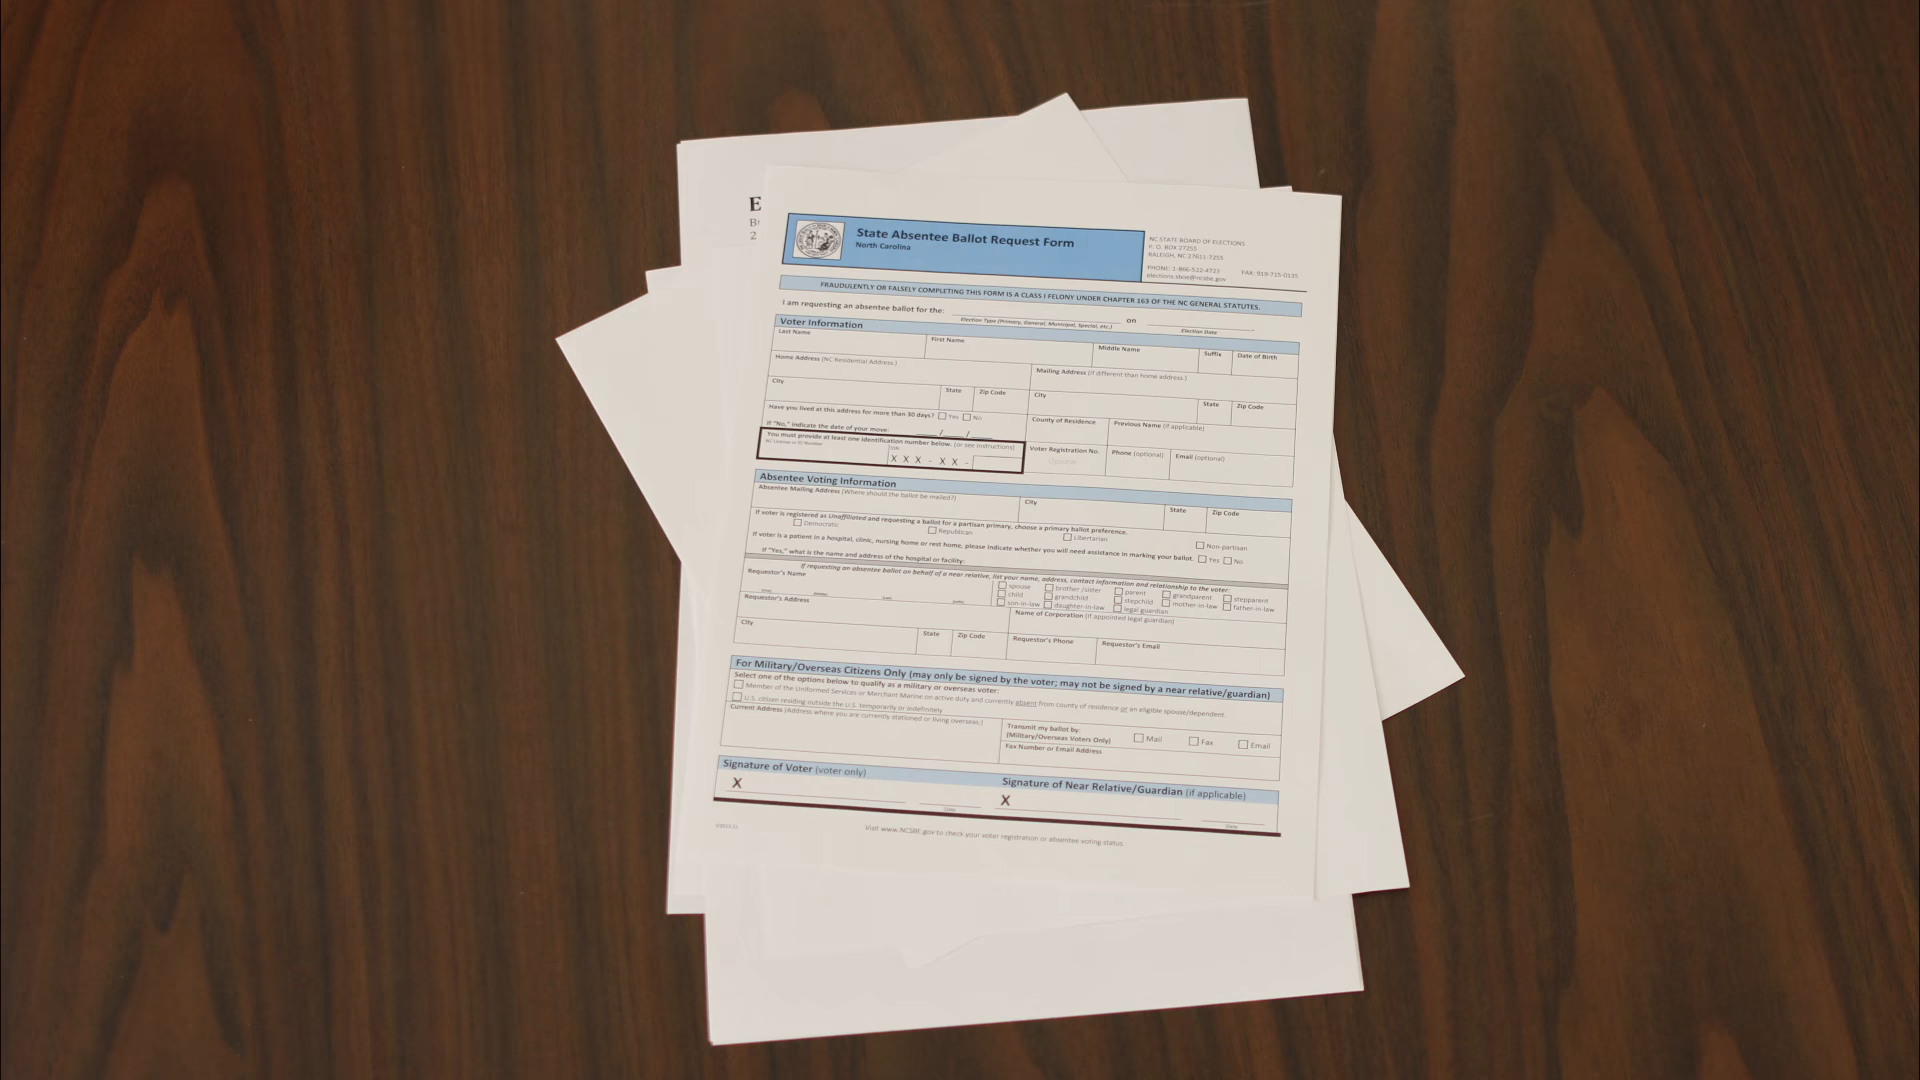 E
B
2
State Absentee Ballot Request Form
North Carolina
NC STATE BOARD OF ELECTIONS
P. O. BOX 27255
RALEIGH, NC 27611-7255
PHONE: 1-866-522-4723 FAX: 919-715-0135
elections.sboe@ncsbe.gov
FRAUDULENTLY OR FALSELY COMPLETING THIS FORM IS A CLASS I FELONY UNDER CHAPTER 163 OF THE NC GENERAL STATUTES.
I am requesting an absentee ballot for the: on
Election Type (Primary, General, Municipal, Special, etc.) Election Date
Voter Information
Last Name First Name Middle Name Suffix Date of Birth
Home Address (NC Residential Address.) Mailing Address (if different than home address.)
City State Zip Code City State Zip Code
Have you lived at this address for more than 30 days? Yes No
If "No," indicate the date of your move: / /
County of Residence Previous Name (if applicable)
You must provide at least one identification number below. (or see instructions)
NC License or ID Number SSN
X X X - X X -
Voter Registration No. Phone (optional) Email (optional)
Optional
Absentee Voting Information
Absentee Mailing Address (Where should the ballot be mailed?) City State Zip Code
If voter is registered as Unaffiliated and requesting a ballot for a partisan primary, choose a primary ballot preference.
Democratic Republican Libertarian Non-partisan
If voter is a patient in a hospital, clinic, nursing home or rest home, please indicate whether you will need assistance in marking your ballot. Yes No
If "Yes," what is the name and address of the hospital or facility:
If requesting an absentee ballot on behalf of a near relative, list your name, address, contact information and relationship to the voter:
Requestor's Name
spouse brother /sister parent grandparent stepparent
child grandchild stepchild mother-in-law father-in-law
son-in-law daughter-in-law legal guardian
Requestor's Address Name of Corporation (if appointed legal guardian)
City State Zip Code Requestor's Phone Requestor's Email
For Military/Overseas Citizens Only (may only be signed by the voter; may not be signed by a near relative/guardian)
Select one of the options below to qualify as a military or overseas voter:
Member of the Uniformed Services or Merchant Marine on active duty and currently absent from county of residence or an eligible spouse/dependent.
U.S. citizen residing outside the U.S. temporarily or indefinitely
Current Address (Address where you are currently stationed or living overseas.)
Transmit my ballot by:
(Military/Overseas Voters Only) Mail Fax Email
Fax Number or Email Address
Signature of Voter (voter only) Signature of Near Relative/Guardian (if applicable)
X X
Date Date
Visit www.NCSBE.gov to check your voter registration or absentee voting status.